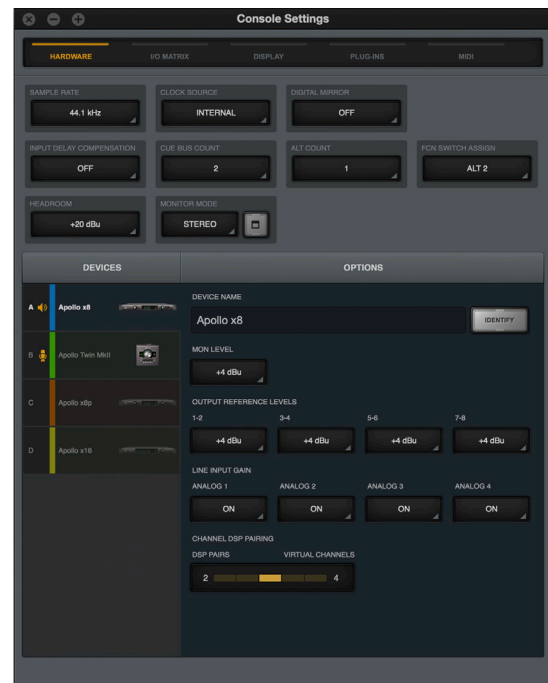 Console Settings
HARDWARE I/O MATRIX DISPLAY PLUG-INS MIDI
SAMPLE RATE CLOCK SOURCE DIGITAL MIRROR
44.1 kHz INTERNAL OFF
INPUT DELAY COMPENSATION CUE BUS COUNT ALT COUNT FCN SWITCH ASSIGN
OFF 2 1 ALT 2
HEADROOM MONITOR MODE
+20 dBu STEREO
DEVICES OPTIONS
A Apollo x8
B Apollo Twin MkII
C Apollo x8p
D Apollo x16
DEVICE NAME
Apollo x8 IDENTIFY
MON LEVEL
+4 dBu
OUTPUT REFERENCE LEVELS
1-2 3-4 5-6 7-8
+4 dBu +4 dBu +4 dBu +4 dBu
LINE INPUT GAIN
ANALOG 1 ANALOG 2 ANALOG 3 ANALOG 4
ON ON ON ON
CHANNEL DSP PAIRING
DSP PAIRS VIRTUAL CHANNELS
2 4